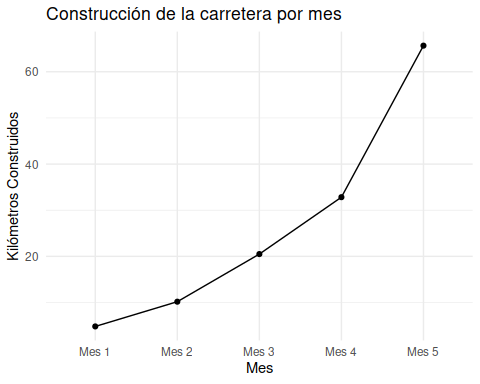 Construcción de la carretera por mes
Kilómetros Construidos
60
40
20
Mes 1 Mes 2 Mes 3 Mes 4 Mes 5
Mes